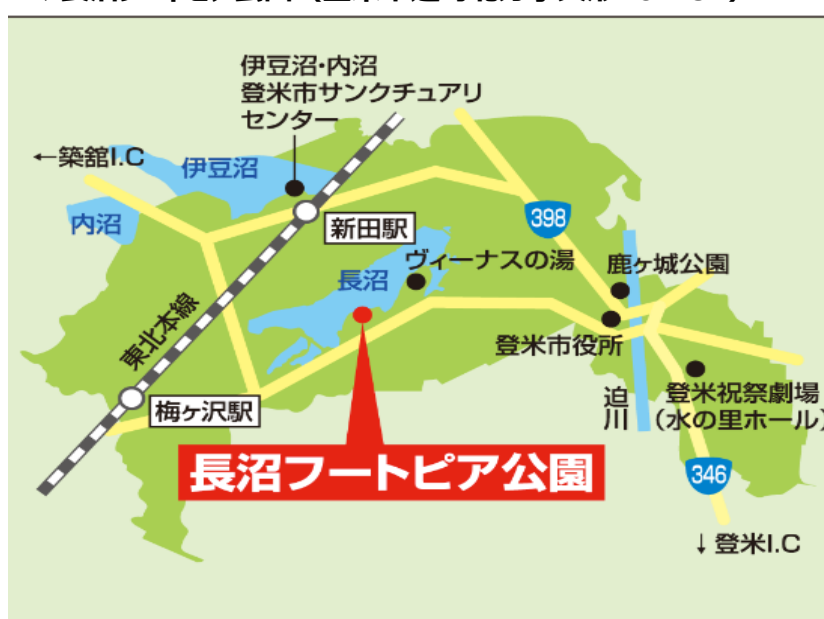 伊豆沼・内沼
登米市サンクチュアリ
センター
←築舘I.C
伊豆沼
内沼
新田駅
398
ヴィーナスの湯
鹿ヶ城公園
長沼
東北本線
登米市役所
梅ヶ沢駅
迫川
登米祝祭劇場
（水の里ホール）
長沼フートピア公園
346
↓登米I.C